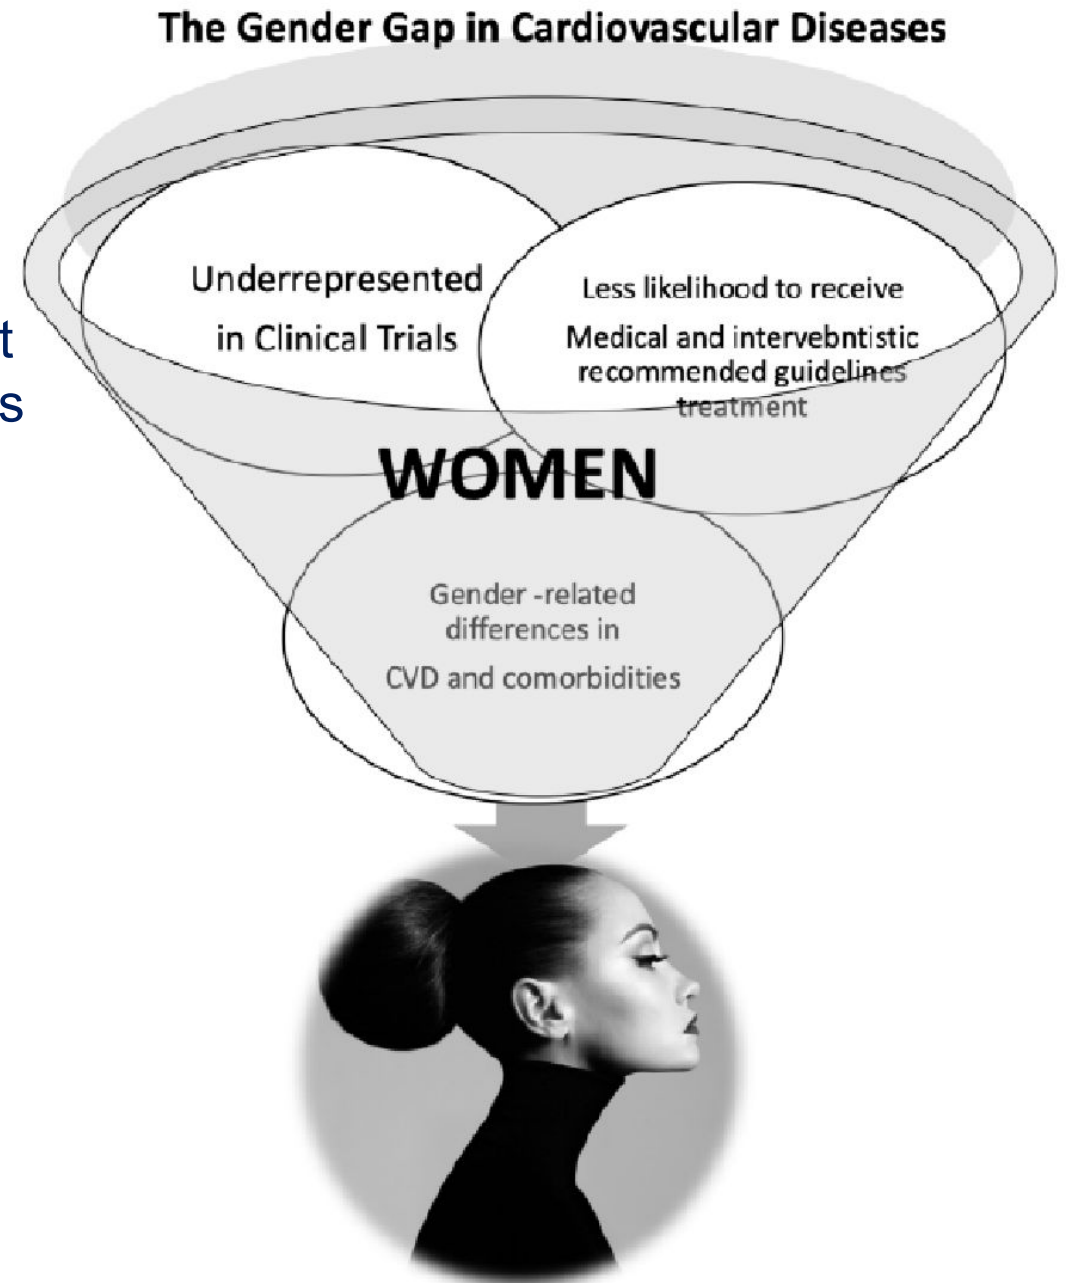 The Gender Gap in Cardiovascular Diseases
Underrepresented
in Clinical Trials
Less likelihood to receive
Medical and intervebntistic
recommended guidelines
treatment
t
s
WOMEN
Gender -related
differences in
CVD and comorbidities